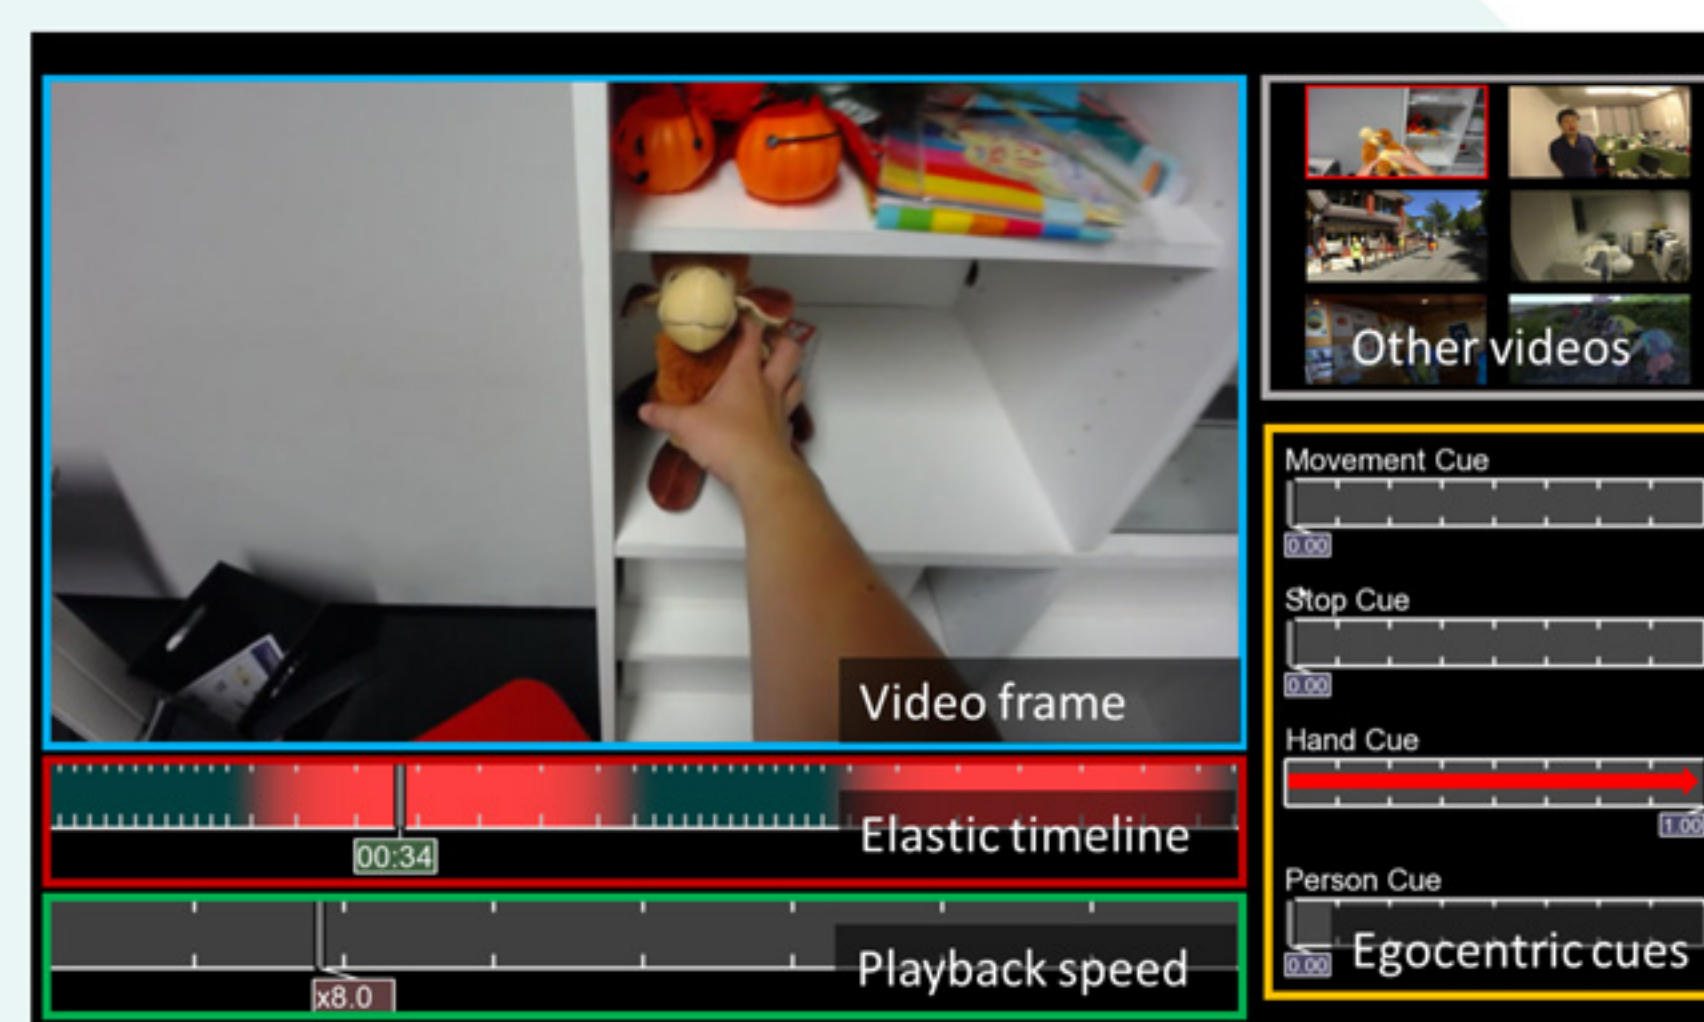 Video frame
Elastic timeline
00:34
Playback speed
x8.0
Other videos
Movement Cue
0.00
Stop Cue
0.00
Hand Cue
1.00
Person Cue
0.00
Egocentric cues